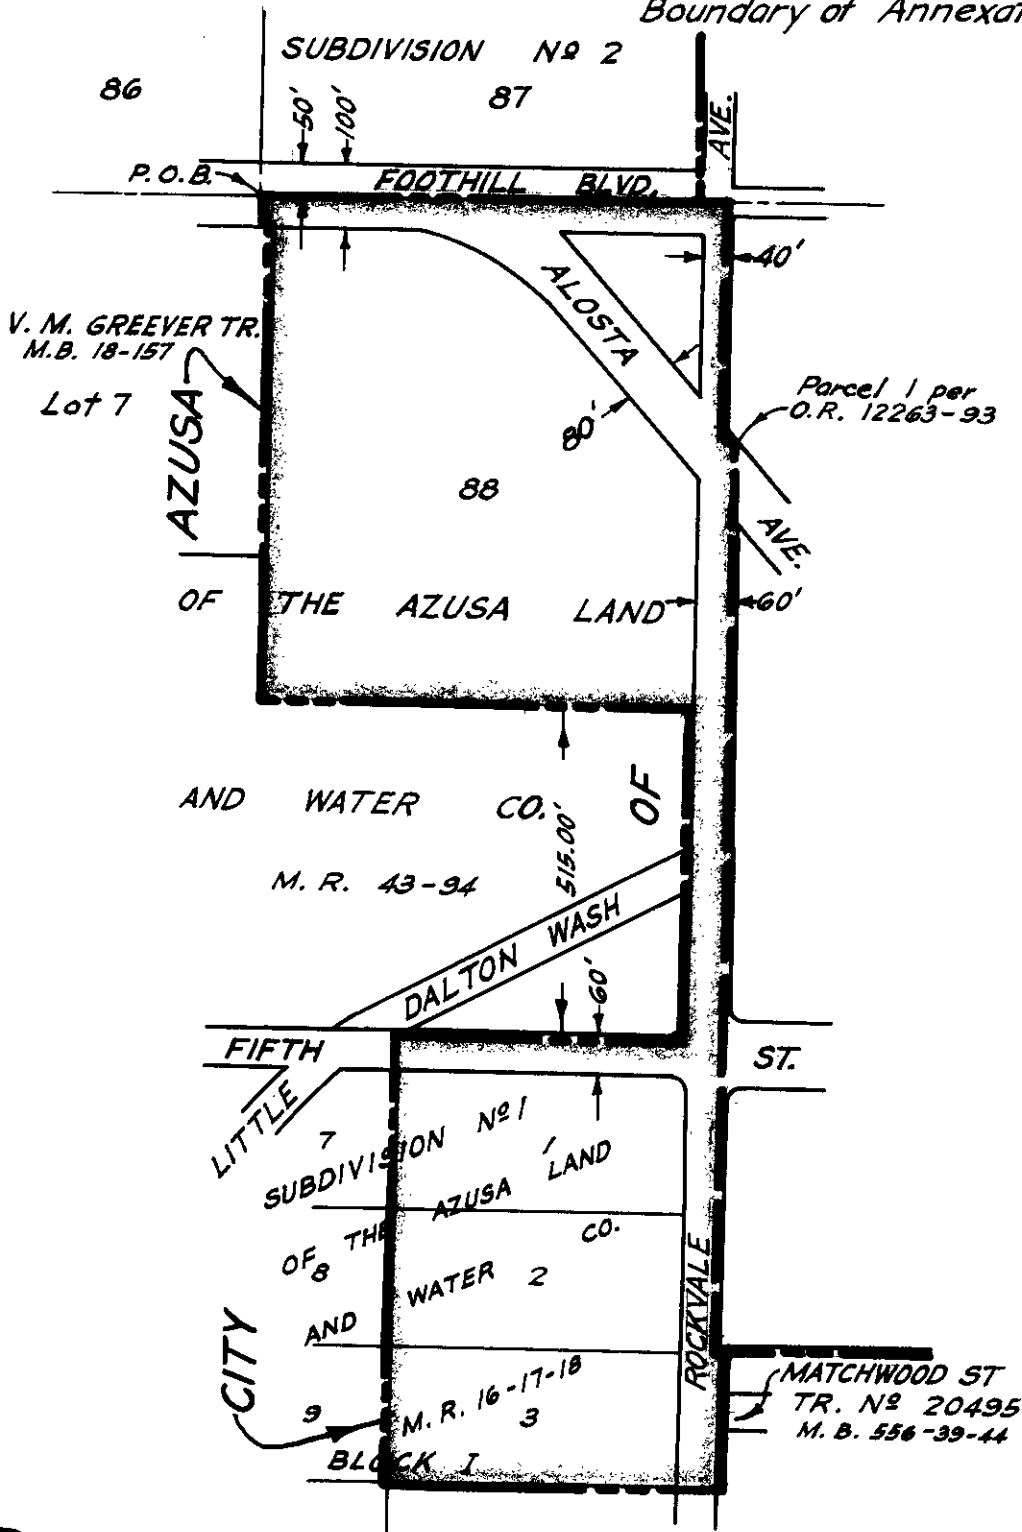 Boundary of Annexat
SUBDIVISION Nº 2
86
87
50'
100'
AVE.
P.O.B.
FOOTHILL BLVD.
40'
ALOSTA
V. M. GREEVER TR.
M.B. 18-157
Lot 7
AZUSA
Parcel 1 per
O.R. 12263-93
80'
88
AVE.
OF THE AZUSA LAND
60'
AND WATER CO.
OF
515.00'
M. R. 43-94
DALTON WASH
60'
FIFTH ST.
LITTLE
7
SUBDIVISION Nº 1
1
OF THE AZUSA LAND
8
AND WATER CO.
2
ROCKVALE
CITY
9
M. R. 16-17-18
3
BLOCK I
MATCHWOOD ST
TR. Nº 20495
M. B. 556-39-44